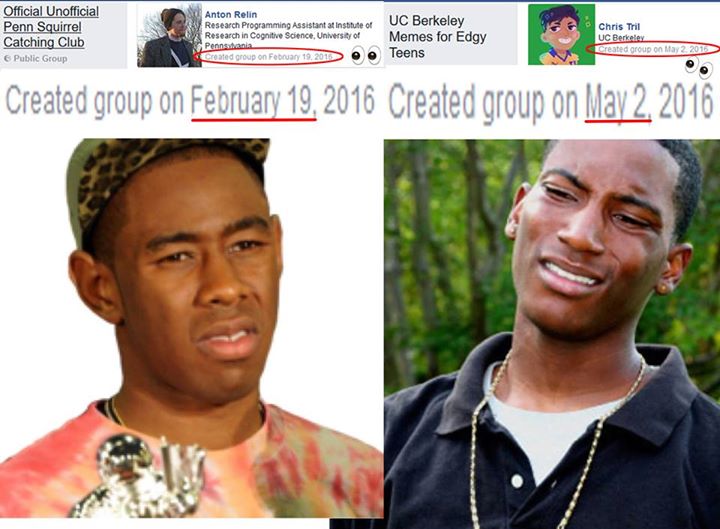 Official Unofficial
Penn Squirrel
Catching Club
Public Group
Anton Relin
Research Programming Assistant at Institute of
Research in Cognitive Science, University of
Pennsylvania
Created group on February 19, 2016
UC Berkeley
Memes for Edgy
Teens
Chris Tril
UC Berkeley
Created group on May 2, 2016
Created group on February 19, 2016
Created group on May 2, 2016